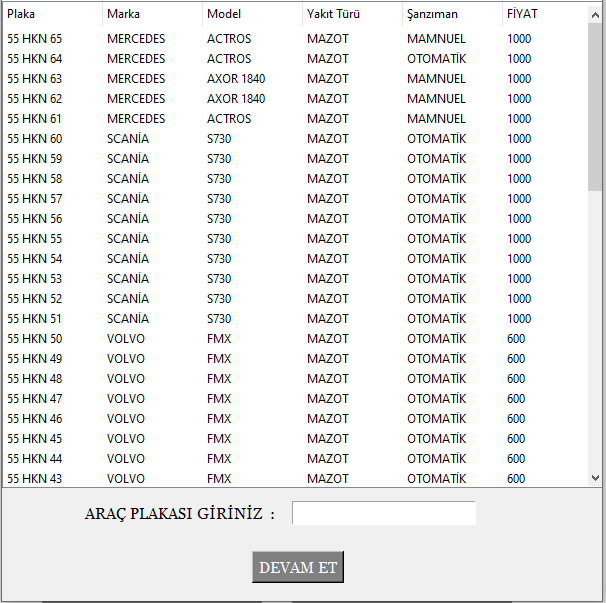 Plaka Marka Model Yakıt Türü Şanzıman FİYAT
55 HKN 65 MERCEDES ACTROS MAZOT MAMNUEL 1000
55 HKN 64 MERCEDES ACTROS MAZOT OTOMATİK 1000
55 HKN 63 MERCEDES AXOR 1840 MAZOT MAMNUEL 1000
55 HKN 62 MERCEDES AXOR 1840 MAZOT MAMNUEL 1000
55 HKN 61 MERCEDES ACTROS MAZOT MAMNUEL 1000
55 HKN 60 SCANİA S730 MAZOT OTOMATİK 1000
55 HKN 59 SCANİA S730 MAZOT OTOMATİK 1000
55 HKN 58 SCANİA S730 MAZOT OTOMATİK 1000
55 HKN 57 SCANİA S730 MAZOT OTOMATİK 1000
55 HKN 56 SCANİA S730 MAZOT OTOMATİK 1000
55 HKN 55 SCANİA S730 MAZOT OTOMATİK 1000
55 HKN 54 SCANİA S730 MAZOT OTOMATİK 1000
55 HKN 53 SCANİA S730 MAZOT OTOMATİK 1000
55 HKN 52 SCANİA S730 MAZOT OTOMATİK 1000
55 HKN 51 SCANİA S730 MAZOT OTOMATİK 1000
55 HKN 50 VOLVO FMX MAZOT OTOMATİK 600
55 HKN 49 VOLVO FMX MAZOT OTOMATİK 600
55 HKN 48 VOLVO FMX MAZOT OTOMATİK 600
55 HKN 47 VOLVO FMX MAZOT OTOMATİK 600
55 HKN 46 VOLVO FMX MAZOT OTOMATİK 600
55 HKN 45 VOLVO FMX MAZOT OTOMATİK 600
55 HKN 44 VOLVO FMX MAZOT OTOMATİK 600
55 HKN 43 VOLVO FMX MAZOT OTOMATİK 600
ARAÇ PLAKASI GİRİNİZ :
DEVAM ET